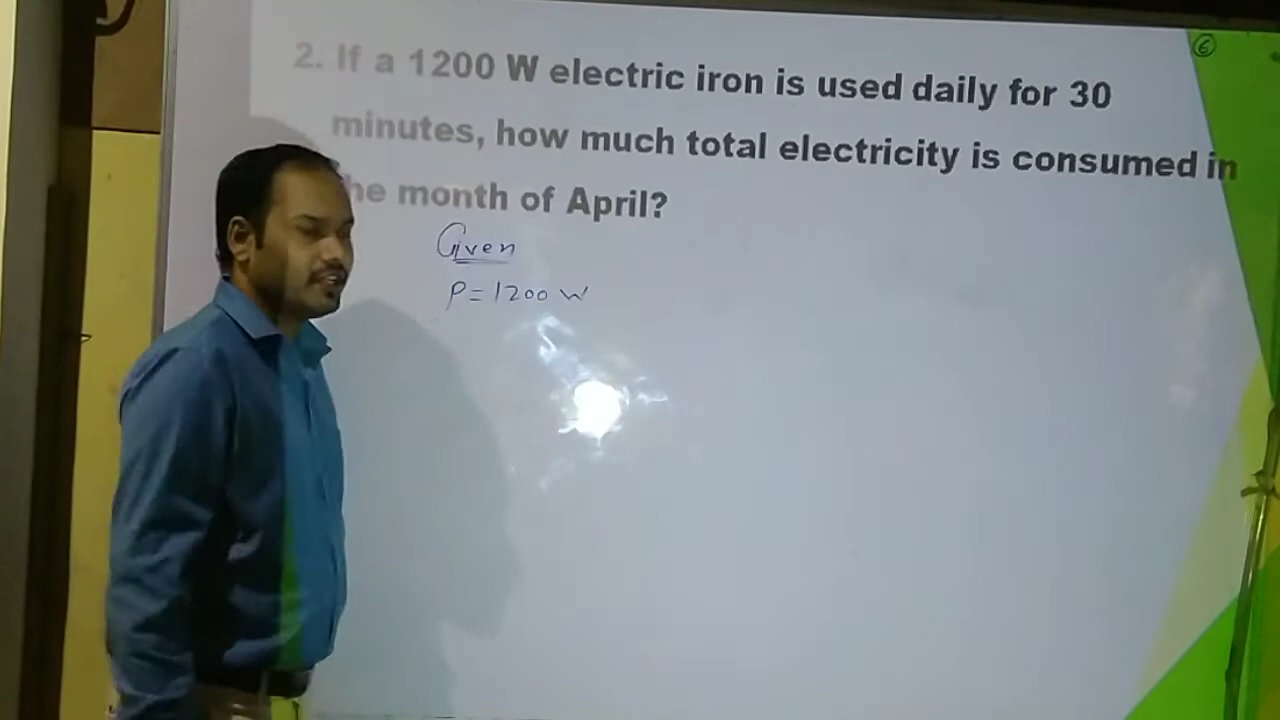 6
2. If a 1200 W electric iron is used daily for 30
minutes, how much total electricity is consumed in
he month of April?
Given
P = 1200 W